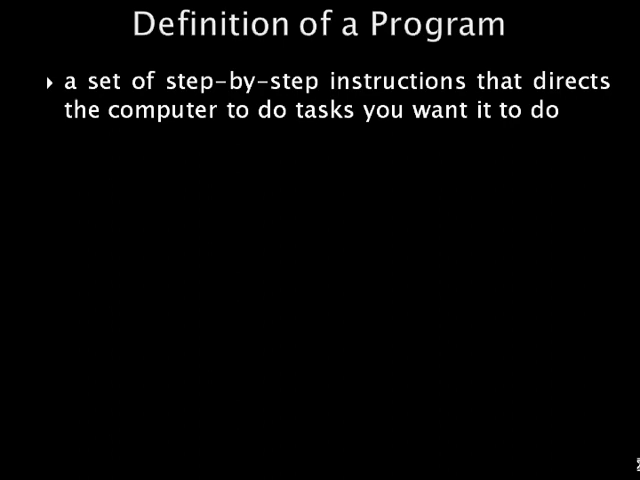 Definition of a Program
a set of step-by-step instructions that directs
the computer to do tasks you want it to do